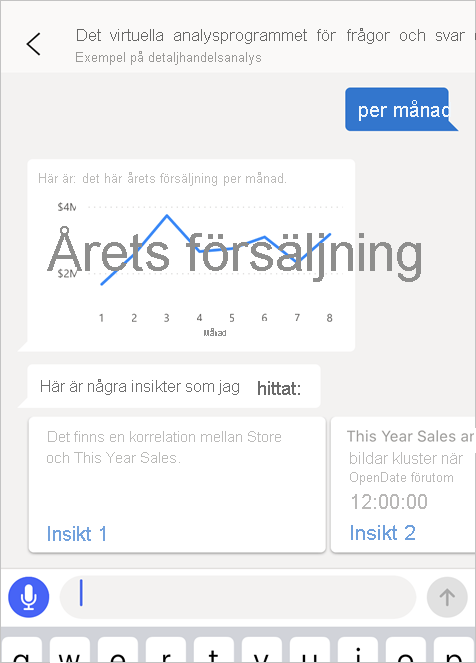 Det virtuella analysprogrammet för frågor och svar
Exempel på detaljhandelsanalys
per månad
Här är: det här årets försäljning per månad.
$4M
Årets försäljning
$2M
1 2 3 4 5 6 7 8
Månad
Här är några insikter som jag hittat:
Det finns en korrelation mellan Store
och This Year Sales.
Insikt 1
This Year Sales ar
bildar kluster när
OpenDate förutom
12:00:00
Insikt 2
q w e r t y u i o p